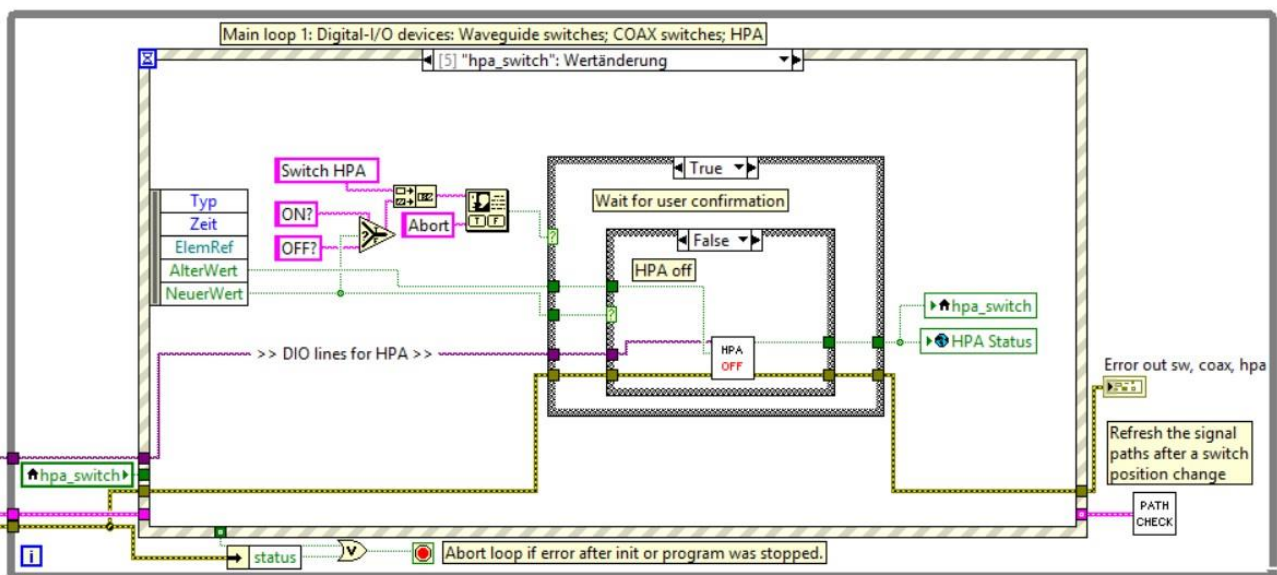 Main loop 1: Digital-I/O devices: Waveguide switches; COAX switches; HPA
[5] "hpa_switch": Wertänderung
Switch HPA
True
Typ
Wait for user confirmation
ON?
Abort
Zeit
OFF?
False
ElemRef
AlterWert
HPA off
NeuerWert
hpa_switch
HPA Status
>> DIO lines for HPA >>
HPA
OFF
Error out sw, coax, hpa
Refresh the signal
paths after a switch
position change
hpa_switch
PATH
CHECK
i
status
Abort loop if error after init or program was stopped.